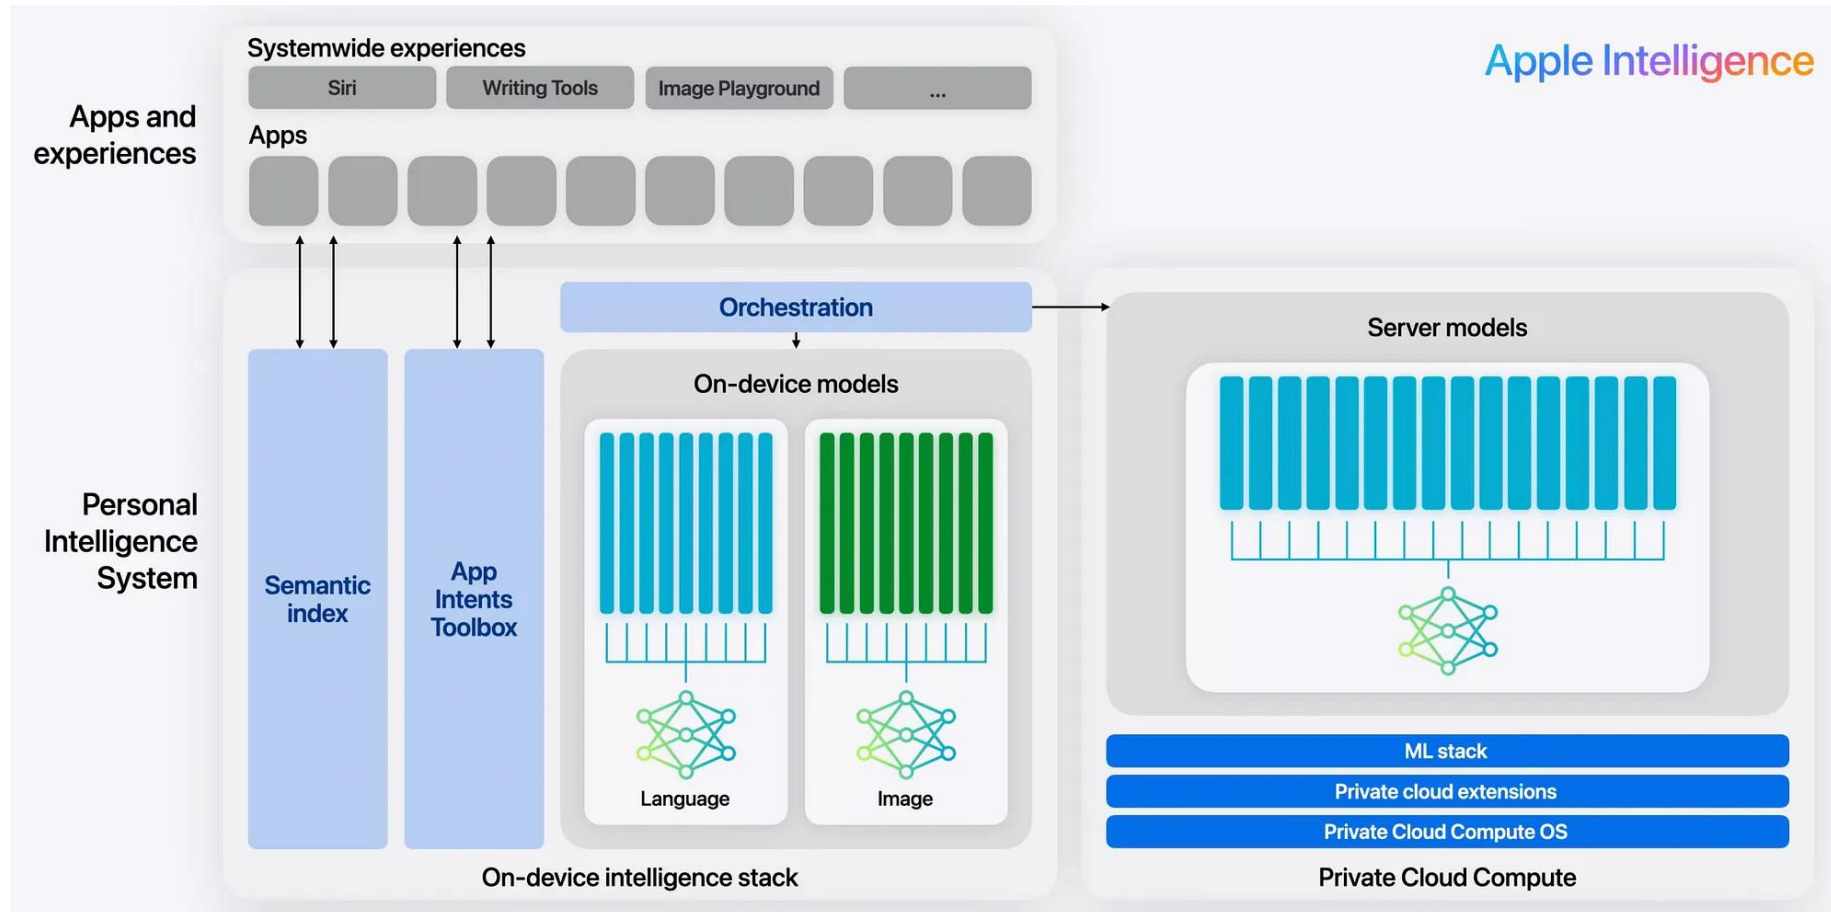 Apple Intelligence
Apps and
experiences
Systemwide experiences
Siri
Writing Tools
Image Playground
...
Apps
Personal
Intelligence
System
Semantic
index
App
Intents
Toolbox
Orchestration
On-device models
Language
Image
On-device intelligence stack
Server models
ML stack
Private cloud extensions
Private Cloud Compute OS
Private Cloud Compute